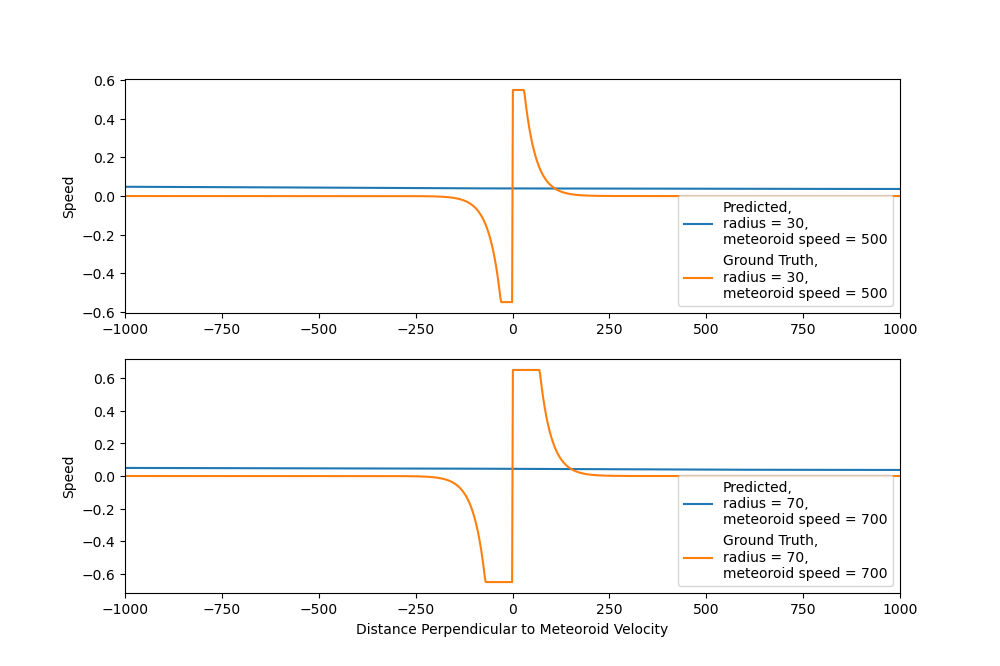 0.6
0.4
0.2
0.0
−0.2
−0.4
−0.6
Speed
−1000 −750 −500 −250 0 250 500 750 1000
Predicted,
radius = 30,
meteoroid speed = 500
Ground Truth,
radius = 30,
meteoroid speed = 500
0.6
0.4
0.2
0.0
−0.2
−0.4
−0.6
Speed
−1000 −750 −500 −250 0 250 500 750 1000
Predicted,
radius = 70,
meteoroid speed = 700
Ground Truth,
radius = 70,
meteoroid speed = 700
Distance Perpendicular to Meteoroid Velocity